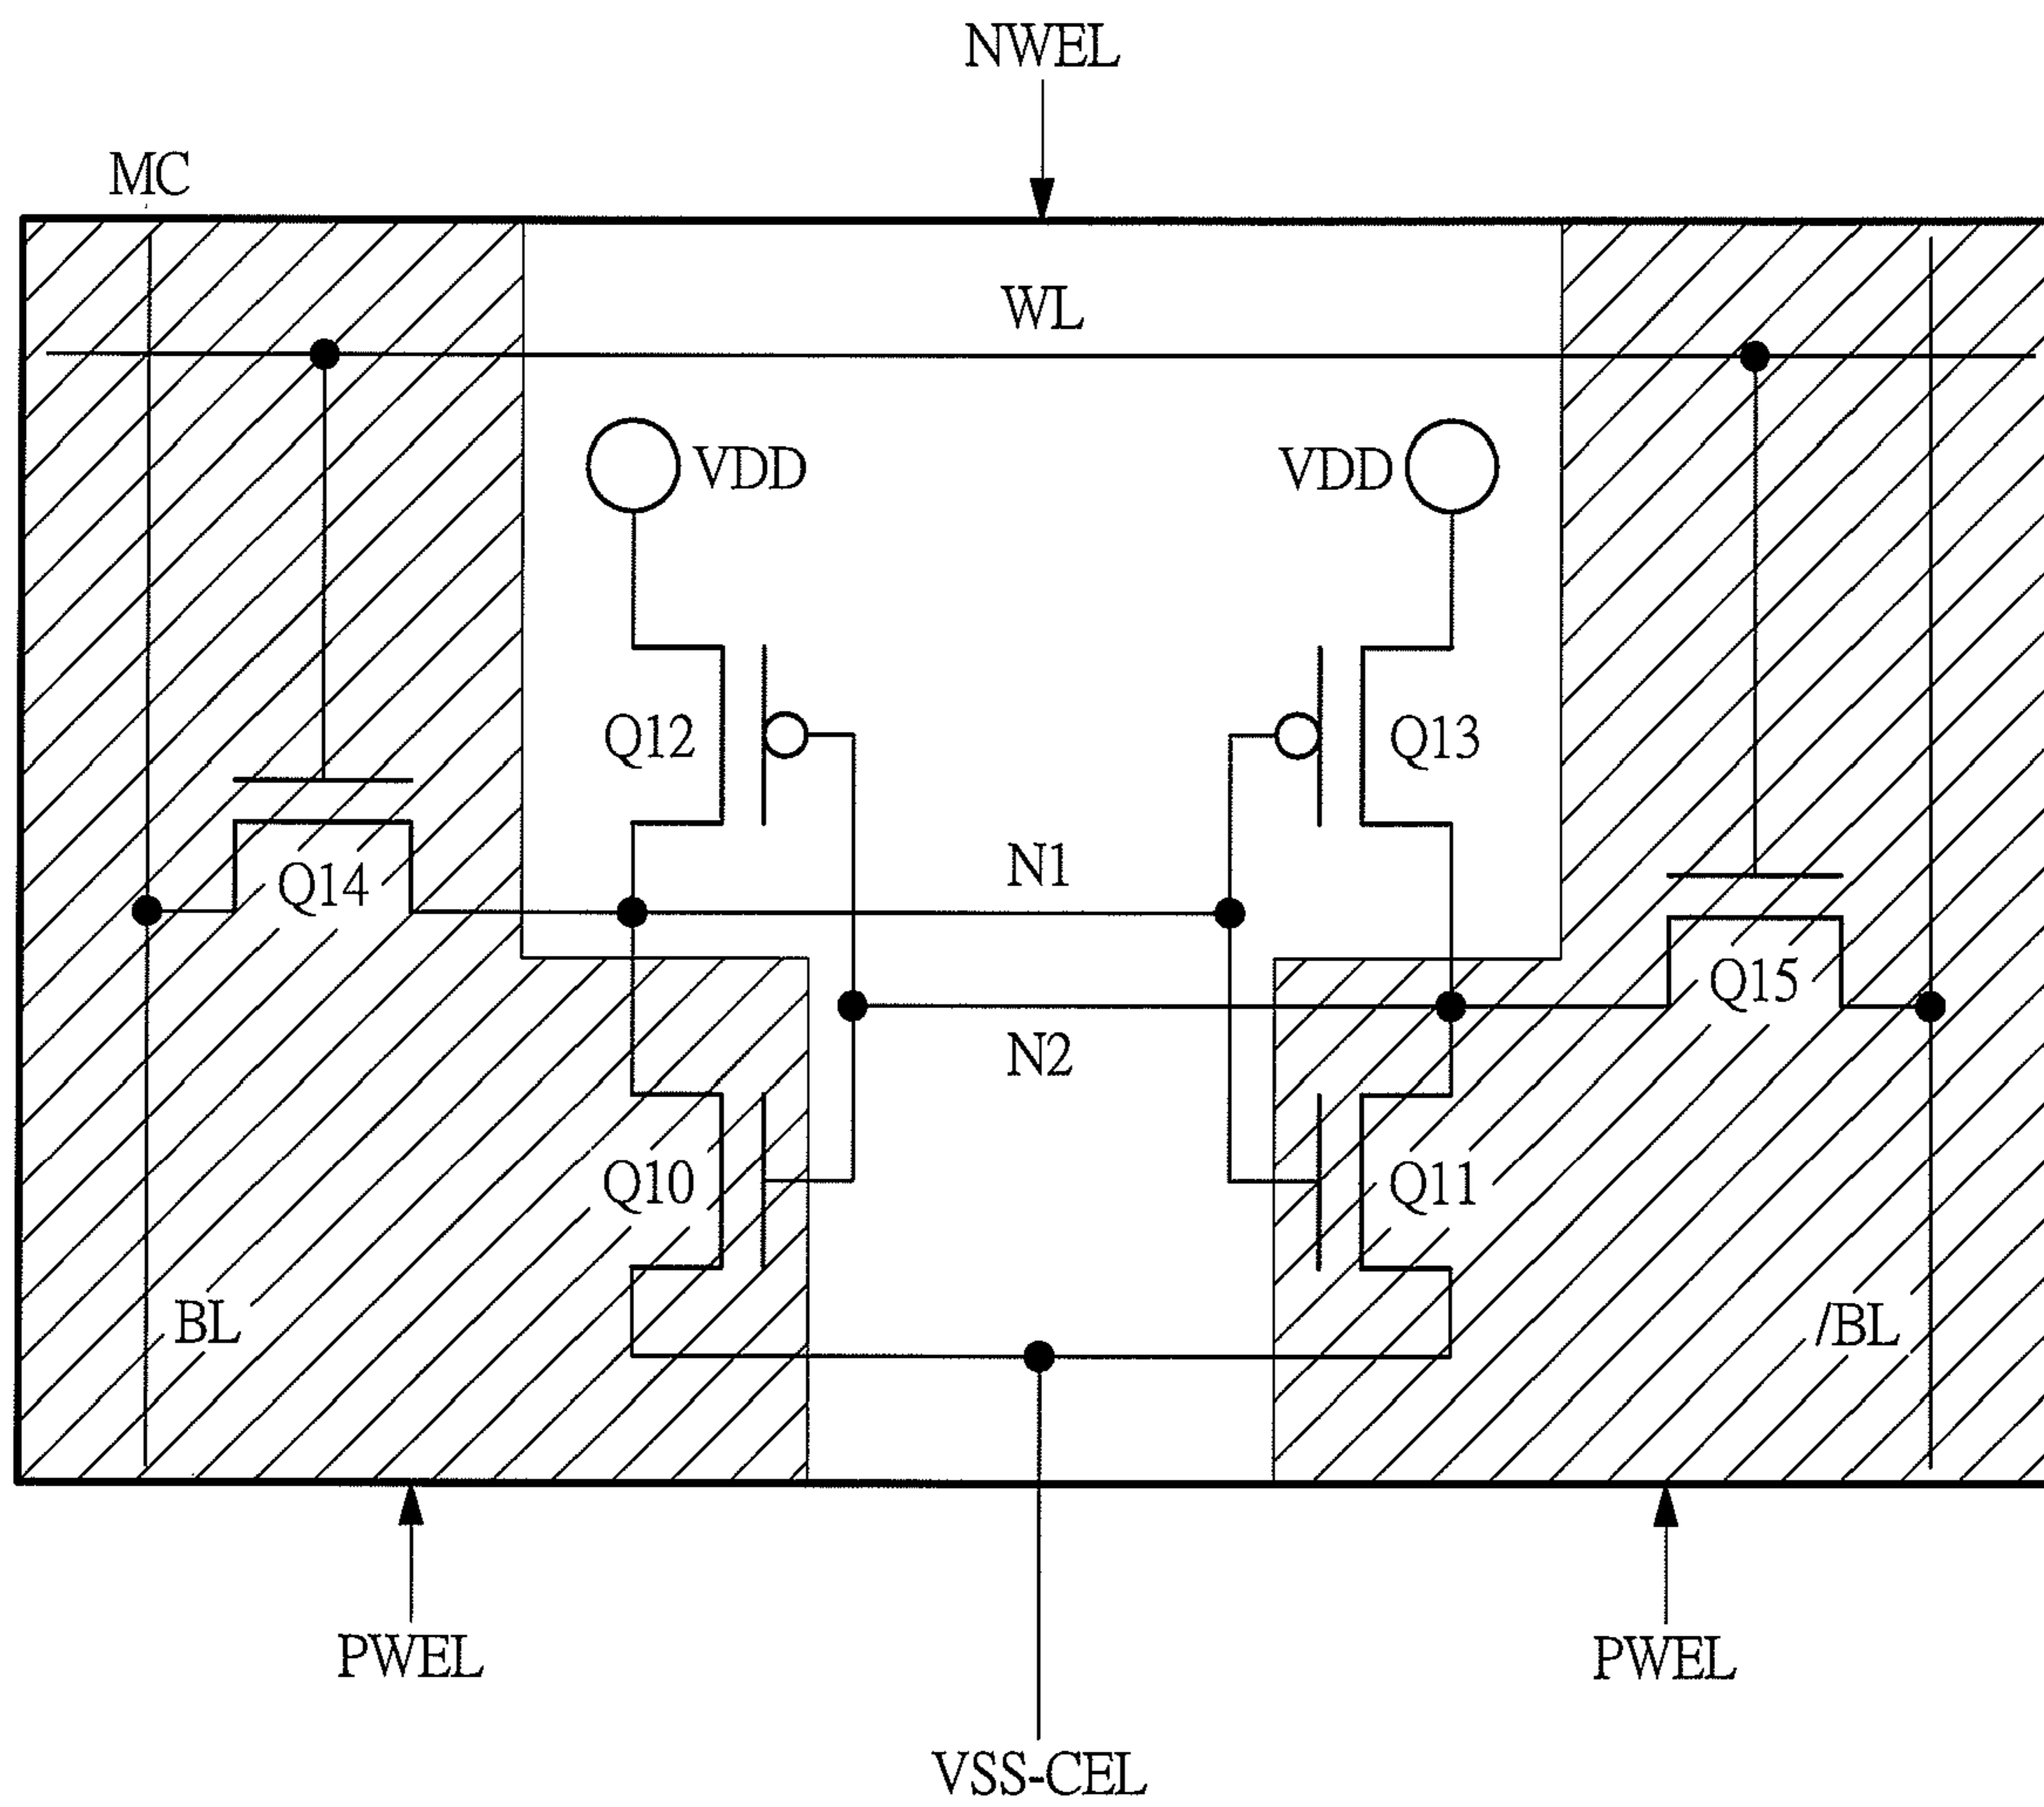 NWEL
MC
WL
VDD
VDD
Q12
Q13
N1
Q14
Q15
N2
Q10
Q11
BL
/BL
PWEL
PWEL
VSS-CEL